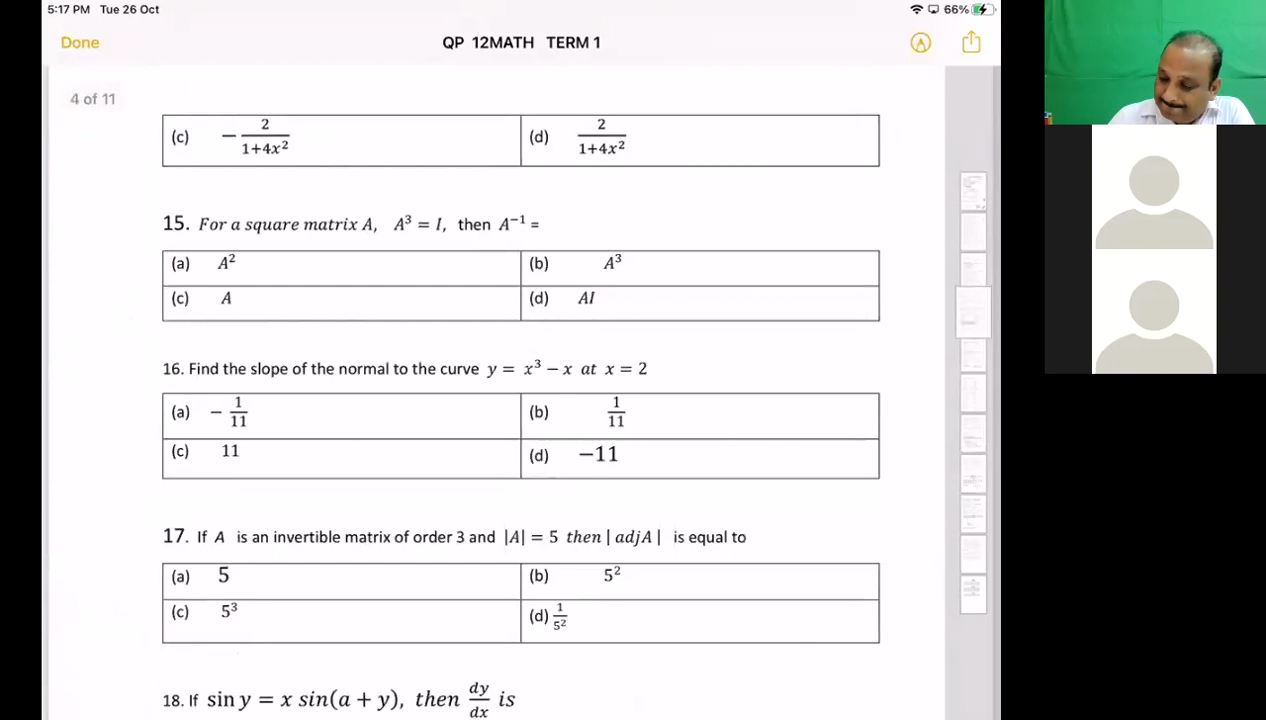 5:17 PM Tue 26 Oct 66%
Done QP 12MATH TERM 1
4 of 11
(c) − 2/(1+4x²) (d) 2/(1+4x²)
15. For a square matrix A, A³ = I, then A⁻¹ =
(a) A² (b) A³
(c) A (d) AI
16. Find the slope of the normal to the curve y = x³ − x at x = 2
(a) − 1/11 (b) 1/11
(c) 11 (d) −11
17. If A is an invertible matrix of order 3 and |A| = 5 then | adjA | is equal to
(a) 5 (b) 5²
(c) 5³ (d) 1/5²
18. If sin y = x sin(a + y), then dy/dx is